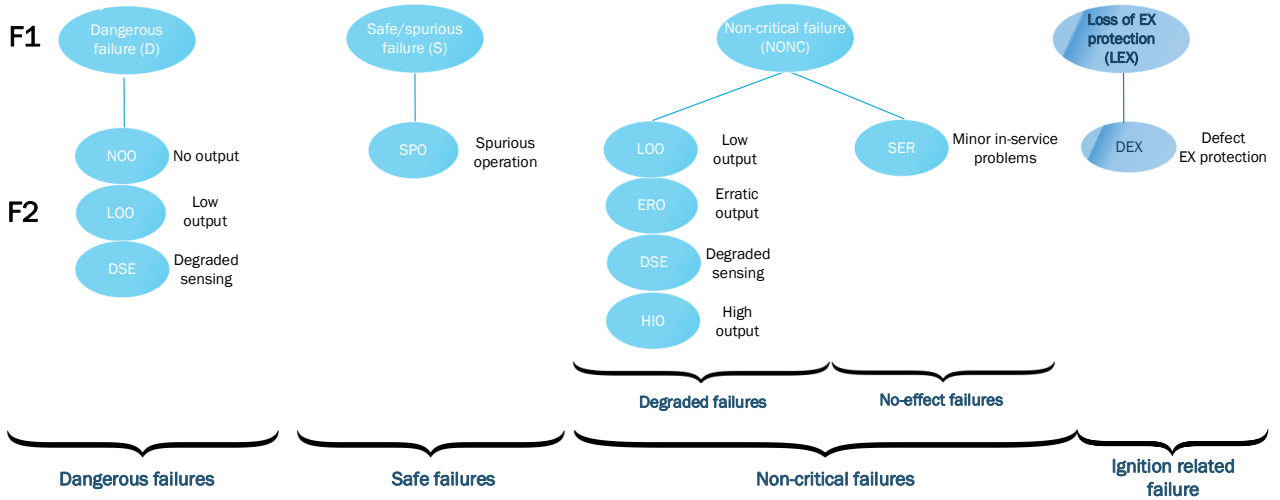 F1
Dangerous
failure (D)
Safe/spurious
failure (S)
Non-critical failure
(NONC)
Loss of EX
protection
(LEX)
NOO
No output
LOO
Low
output
DSE
Degraded
sensing
SPO
Spurious
operation
LOO
Low
output
ERO
Erratic
output
DSE
Degraded
sensing
HIO
High
output
SER
Minor in-service
problems
DEX
Defect
EX protection
F2
Degraded failures
No-effect failures
Dangerous failures
Safe failures
Non-critical failures
Ignition related
failure